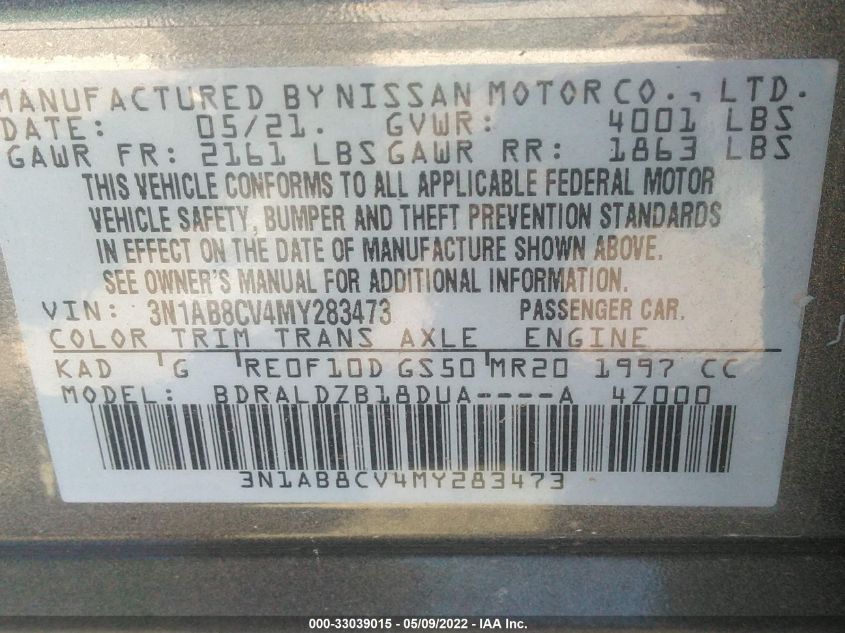 MANUFACTURED BY NISSAN MOTOR CO., LTD.
DATE: 05/21. GVWR: 4001 LBS
GAWR FR: 2161 LBS GAWR RR: 1863 LBS
THIS VEHICLE CONFORMS TO ALL APPLICABLE FEDERAL MOTOR
VEHICLE SAFETY, BUMPER AND THEFT PREVENTION STANDARDS
IN EFFECT ON THE DATE OF MANUFACTURE SHOWN ABOVE.
SEE OWNER'S MANUAL FOR ADDITIONAL INFORMATION.
VIN: 3N1AB8CV4MY283473 PASSENGER CAR.
COLOR TRIM TRANS AXLE ENGINE
KAD G RE0F10D GS50 MR20 1997 CC
MODEL: BDRALDZB18DUA----A 4Z000
3N1AB8CV4MY283473
000-33039015 - 05/09/2022 - IAA Inc.